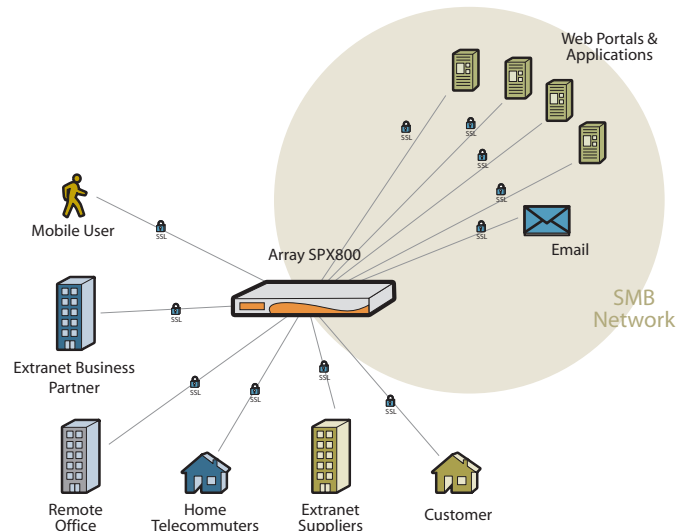 Web Portals &
Applications
SSL
SSL
SSL
SSL
SSL
Mobile User
SSL
Array SPX800
Email
SMB
Network
SSL
Extranet Business
Partner
SSL
SSL
SSL
SSL
Remote
Office
Home
Telecommuters
Extranet
Suppliers
Customer